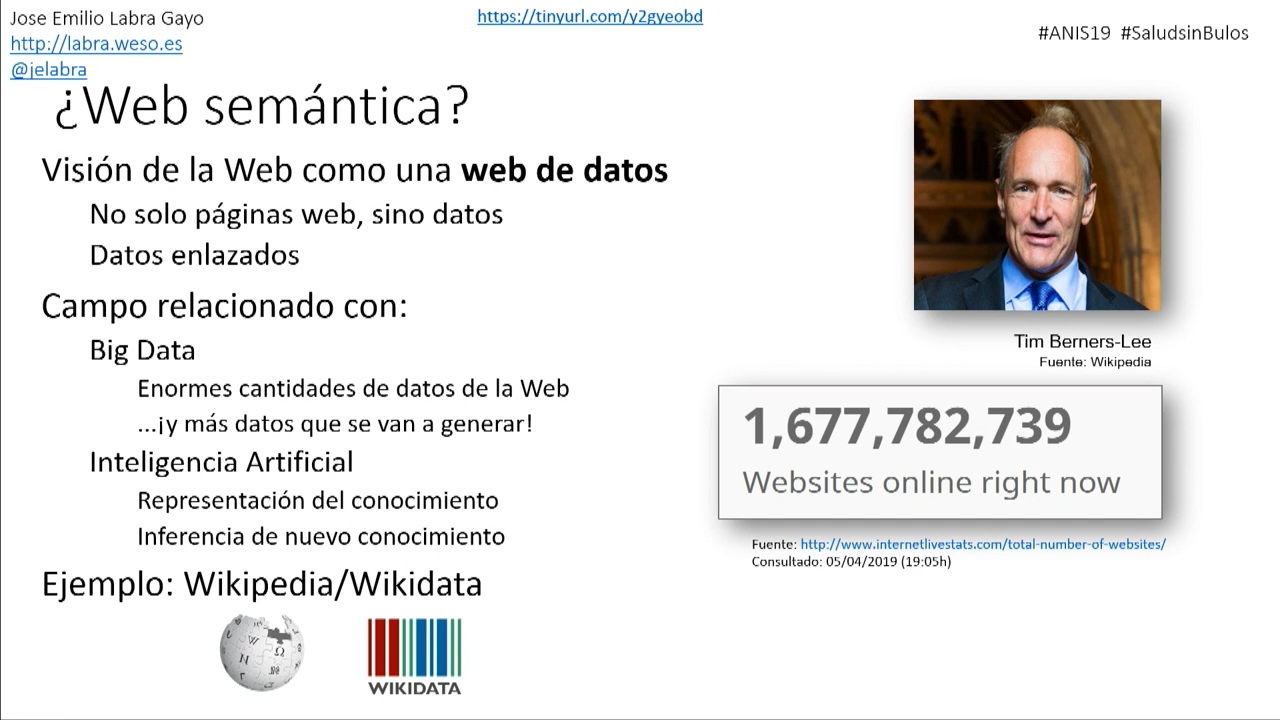 Jose Emilio Labra Gayo
http://labra.weso.es
@jelabra
https://tinyurl.com/y2gyeobd
#ANIS19 #SaludsinBulos
¿Web semántica?
Visión de la Web como una web de datos
No solo páginas web, sino datos
Datos enlazados
Campo relacionado con:
Big Data
Enormes cantidades de datos de la Web
...¡y más datos que se van a generar!
Inteligencia Artificial
Representación del conocimiento
Inferencia de nuevo conocimiento
Ejemplo: Wikipedia/Wikidata
W
Ω
N
WIKIDATA
Tim Berners-Lee
Fuente: Wikipedia
1,677,782,739
Websites online right now
Fuente: http://www.internetlivestats.com/total-number-of-websites/
Consultado: 05/04/2019 (19:05h)